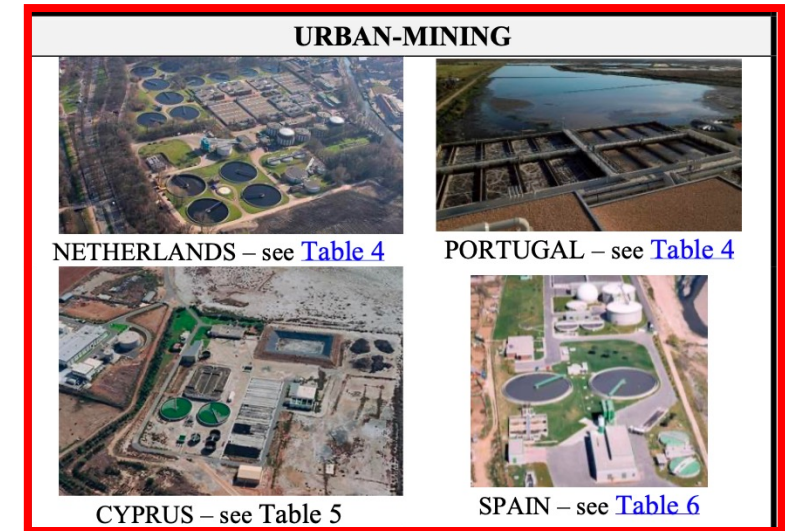 URBAN-MINING
NETHERLANDS – see Table 4
PORTUGAL – see Table 4
CYPRUS – see Table 5
SPAIN – see Table 6